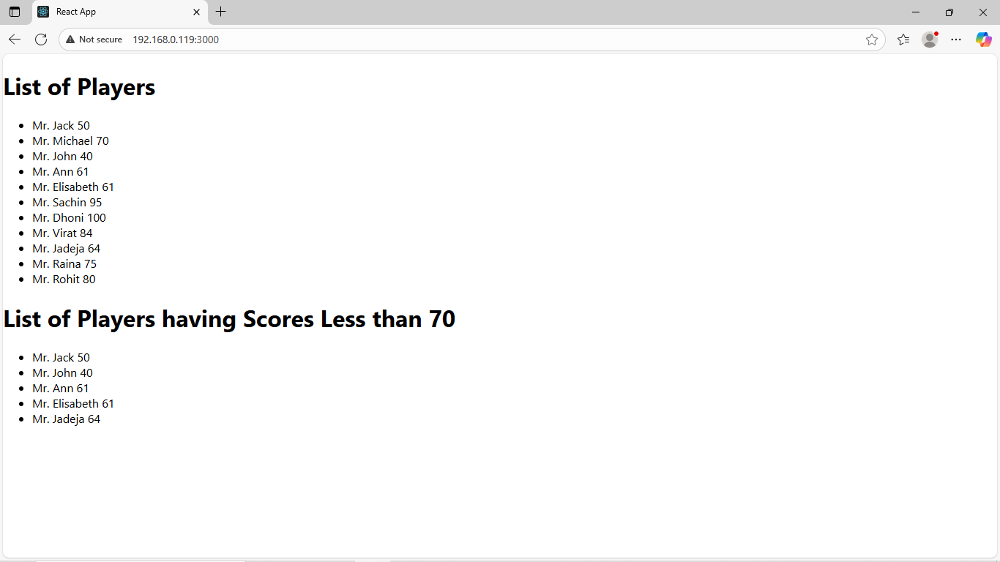 React App
Not secure 192.168.0.119:3000
List of Players
Mr. Jack 50
Mr. Michael 70
Mr. John 40
Mr. Ann 61
Mr. Elisabeth 61
Mr. Sachin 95
Mr. Dhoni 100
Mr. Virat 84
Mr. Jadeja 64
Mr. Raina 75
Mr. Rohit 80
List of Players having Scores Less than 70
Mr. Jack 50
Mr. John 40
Mr. Ann 61
Mr. Elisabeth 61
Mr. Jadeja 64